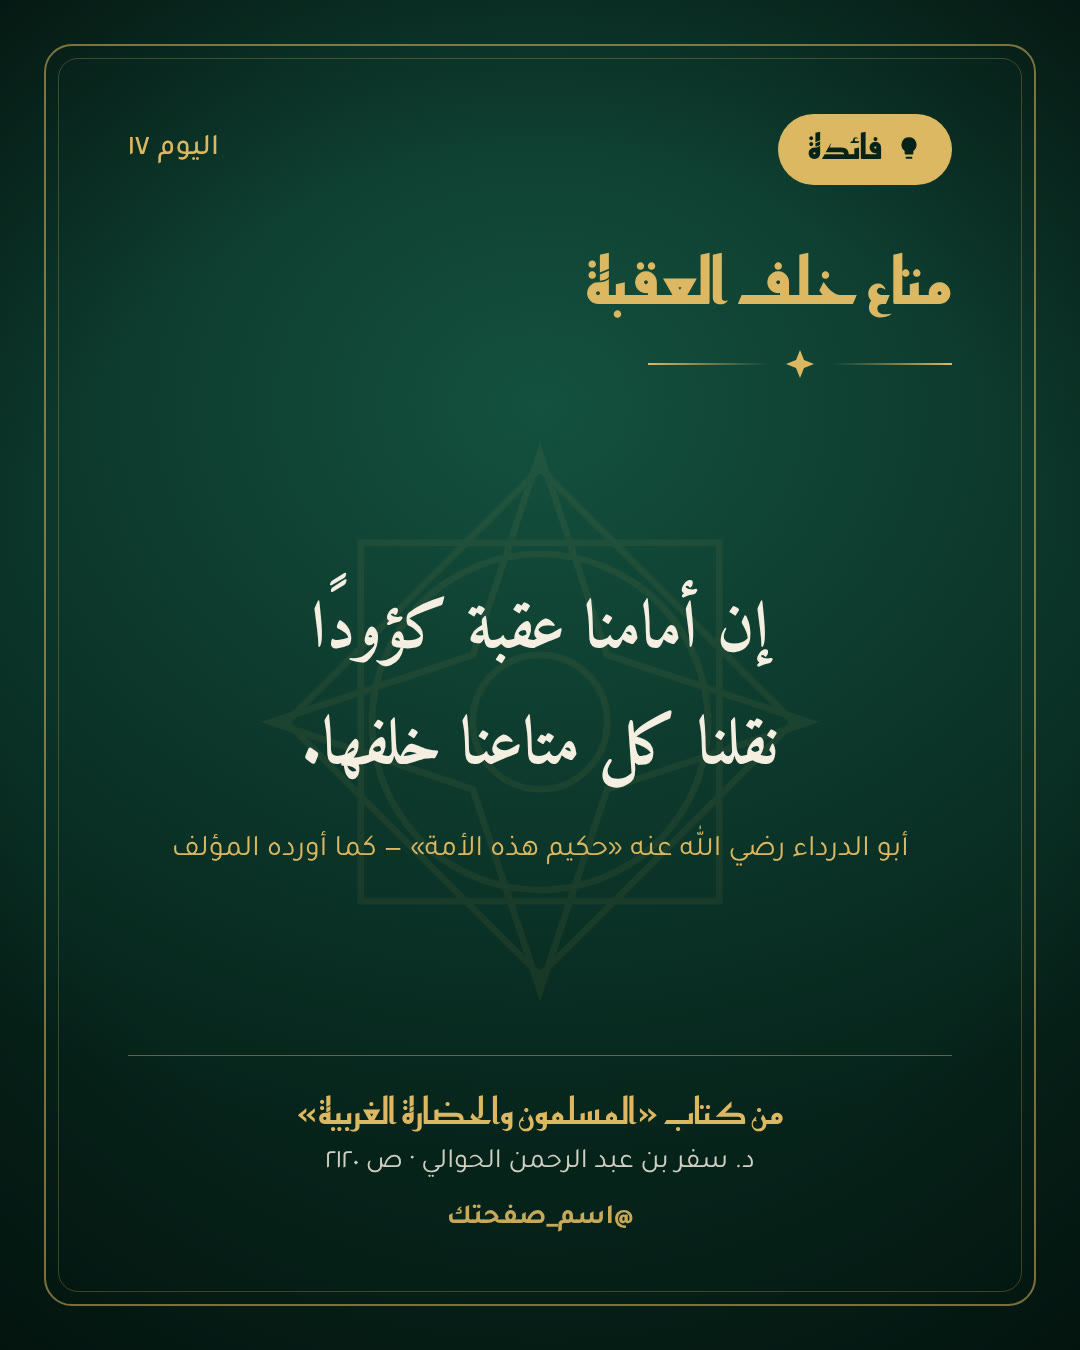 فائدة
اليوم ١٧
متاع خلف العقبة
إن أمامنا عقبة كؤودًا
نقلنا كل متاعنا خلفها.
أبو الدرداء رضي الله عنه «حكيم هذه الأمة» — كما أورده المؤلف
من كتاب «المسلمون والحضارة الغربية»
د. سفر بن عبد الرحمن الحوالي · ص ٢١٢٠
@اسم_صفحتك